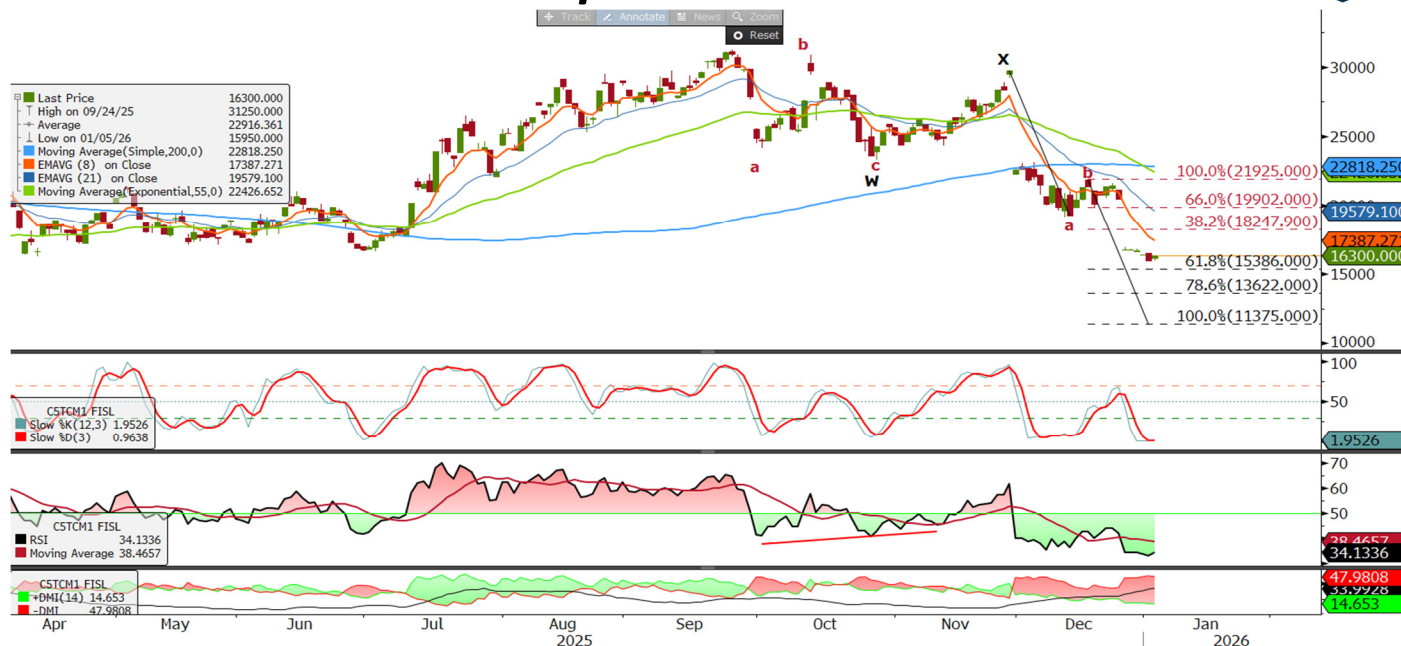 Track Annotate News Zoom
Reset
Last Price 16300.000
High on 09/24/25 31250.000
Average 22916.361
Low on 01/05/26 15950.000
Moving Average(Simple,200,0) 22818.250
EMAVG (8) on Close 17387.271
EMAVG (21) on Close 19579.100
Moving Average(Exponential,55,0) 22426.652
b
X
a
c
W
b
a
30000
25000
15000
10000
100.0%(21925.000)
66.0%(19902.000)
38.2%(18247.900)
61.8%(15386.000)
78.6%(13622.000)
100.0%(11375.000)
22818.250
19579.100
17387.27
16300.000
C5TCM1 FISL
Slow %K(12,3) 1.9526
Slow %D(3) 0.9638
100
50
1.9526
C5TCM1 FISL
RSI 34.1336
Moving Average 38.4657
70
60
50
38.4657
34.1336
C5TCM1 FISL
+DMI(14) 14.653
-DMI 47.9808
47.9808
33.9928
14.653
Apr May Jun Jul Aug Sep Oct Nov Dec Jan
2025 2026